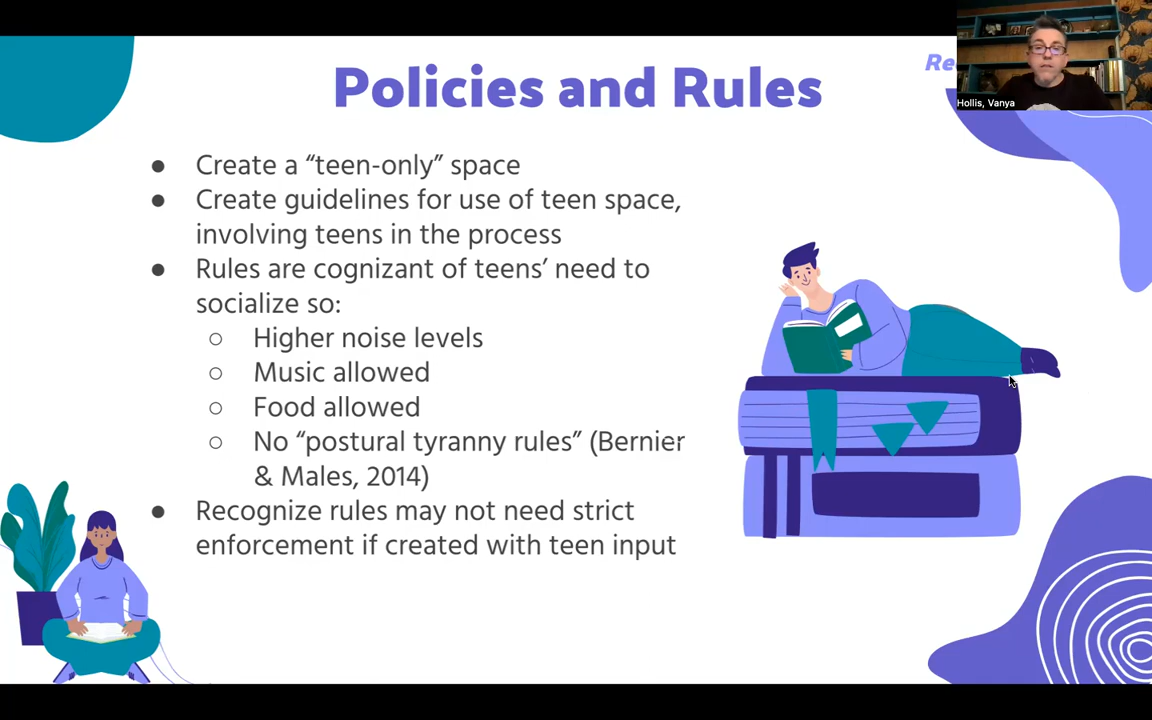 Policies and Rules
Re
Hollis, Vanya
● Create a “teen-only” space
● Create guidelines for use of teen space,
involving teens in the process
● Rules are cognizant of teens’ need to
socialize so:
○ Higher noise levels
○ Music allowed
○ Food allowed
○ No “postural tyranny rules” (Bernier
& Males, 2014)
● Recognize rules may not need strict
enforcement if created with teen input